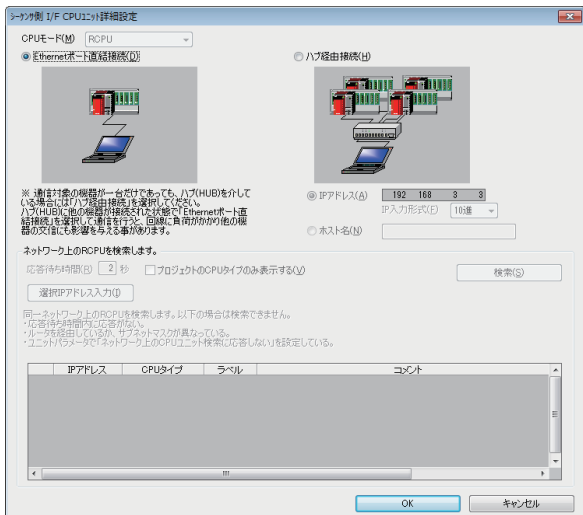 シーケンサ側 I/F CPUユニット詳細設定
CPUモード(M) RCPU
Ethernetポート直結接続(D)
ハブ経由接続(H)
※ 通信対象の機器が一台だけであっても、ハブ(HUB)を介して
いる場合には「ハブ経由接続」を選択してください。
ハブ(HUB)に他の機器が接続された状態で「Ethernetポート直
結接続」を選択して通信を行うと、回線に負荷がかかり他の機
器の交信にも影響を与える事があります。
IPアドレス(A) 192 168 3 3
IP入力形式(F) 10進
ホスト名(N)
ネットワーク上のRCPUを検索します。
応答待ち時間(R) 2 秒 プロジェクトのCPUタイプのみ表示する(V) 検索(S)
選択IPアドレス入力(I)
同一ネットワーク上のRCPUを検索します。以下の場合は検索できません。
・応答待ち時間内に応答がない。
・ルータを経由しているか、サブネットマスクが異なっている。
・ユニットパラメータで「ネットワーク上のCPUユニット検索に応答しない」を設定している。
IPアドレス CPUタイプ ラベル コメント
OK キャンセル